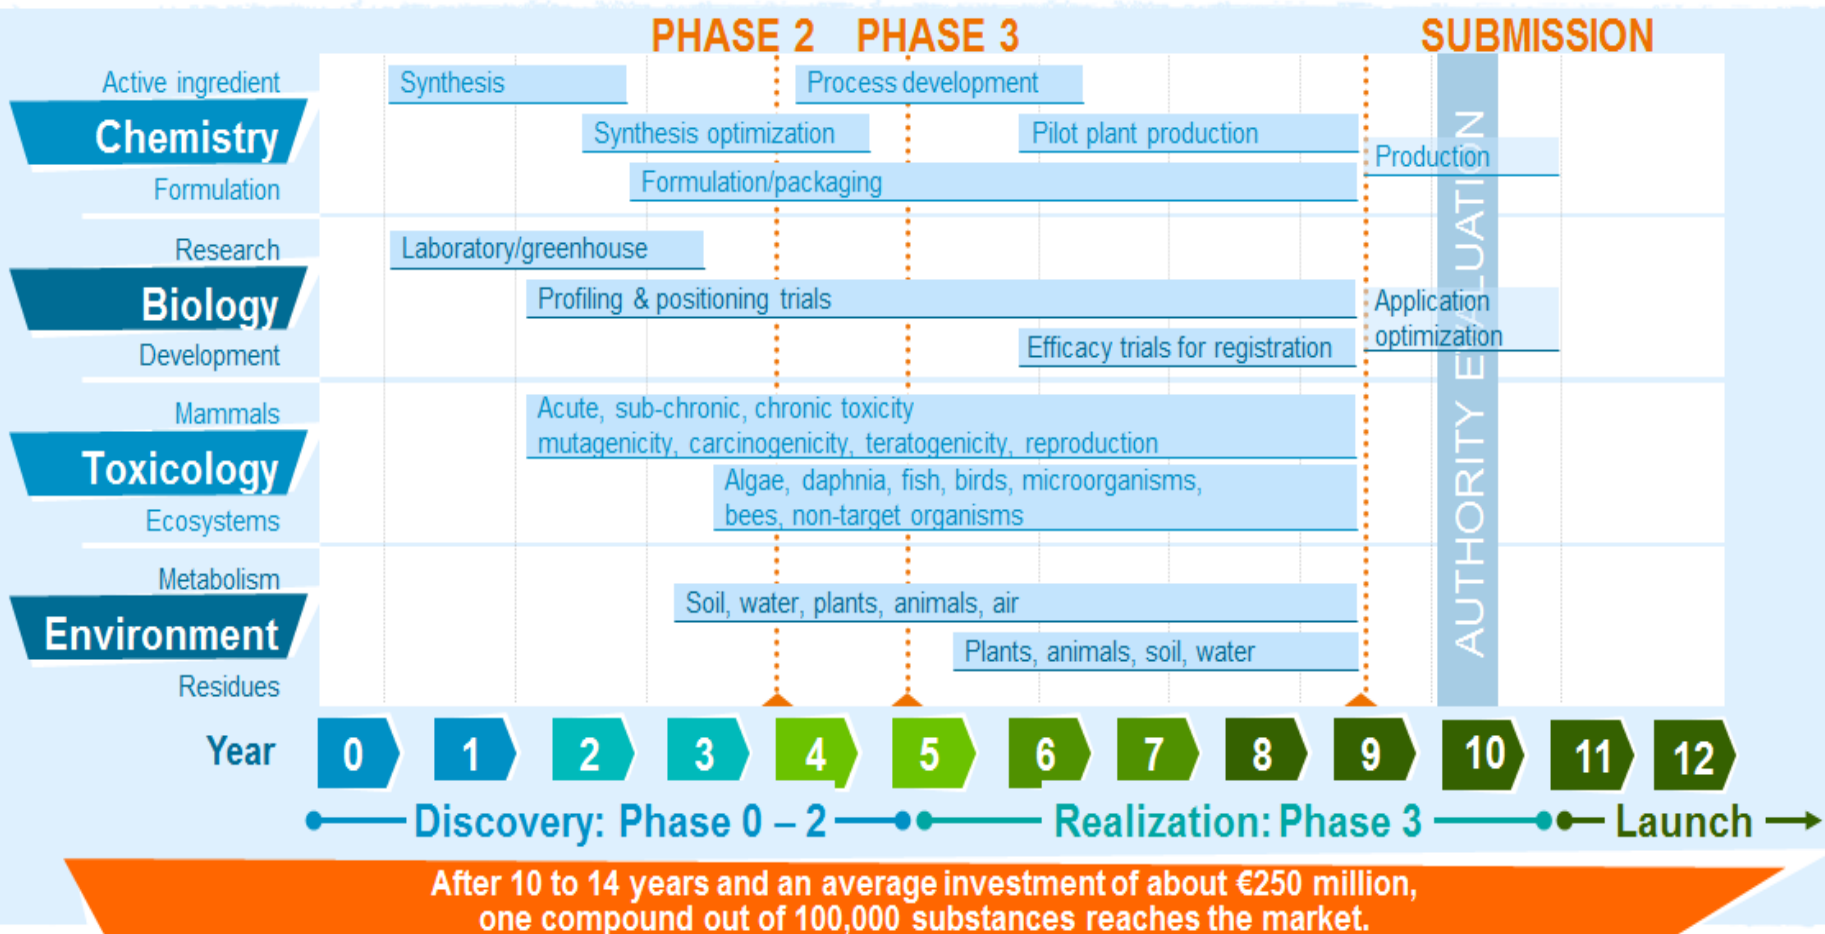 PHASE 2
PHASE 3
SUBMISSION
Active ingredient
Chemistry
Formulation
Synthesis
Process development
Synthesis optimization
Pilot plant production
Production
Formulation/packaging
Research
Biology
Development
Laboratory/greenhouse
Profiling & positioning trials
Application
optimization
Efficacy trials for registration
Mammals
Toxicology
Ecosystems
Acute, sub-chronic, chronic toxicity
mutagenicity, carcinogenicity, teratogenicity, reproduction
Algae, daphnia, fish, birds, microorganisms,
bees, non-target organisms
Metabolism
Environment
Residues
Soil, water, plants, animals, air
Plants, animals, soil, water
AUTHORITY EVALUATION
Year 0 1 2 3 4 5 6 7 8 9 10 11 12
Discovery: Phase 0 – 2
Realization: Phase 3
Launch
After 10 to 14 years and an average investment of about €250 million,
one compound out of 100,000 substances reaches the market.